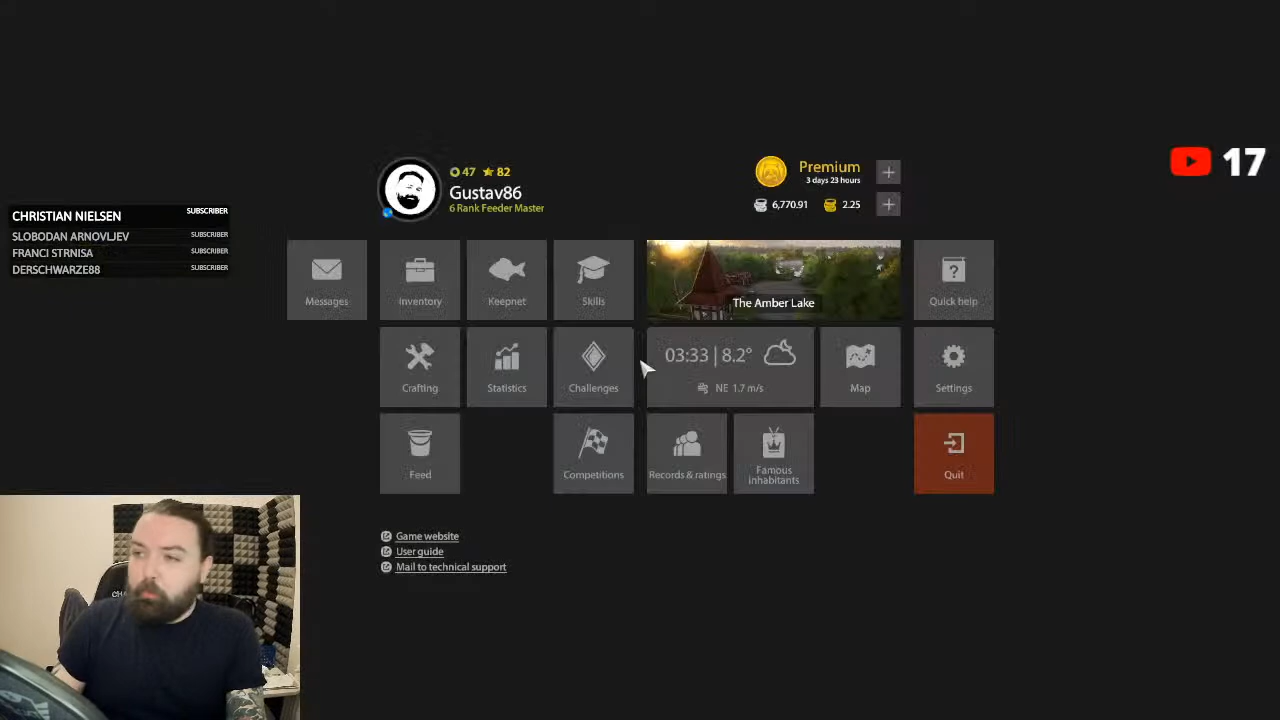 47 82
Gustav86
6 Rank Feeder Master
Premium
3 days 23 hours
6,770.91 2.25
17
CHRISTIAN NIELSEN SUBSCRIBER
SLOBODAN ARNOVLJEV SUBSCRIBER
FRANCI STRNISA SUBSCRIBER
DERSCHWARZE88 SUBSCRIBER
Messages
Inventory
Keepnet
Skills
The Amber Lake
Quick help
Crafting
Statistics
Challenges
03:33 | 8.2°
NE 1.7 m/s
Map
Settings
Feed
Competitions
Records & ratings
Famous
inhabitants
Quit
Game website
User guide
Mail to technical support